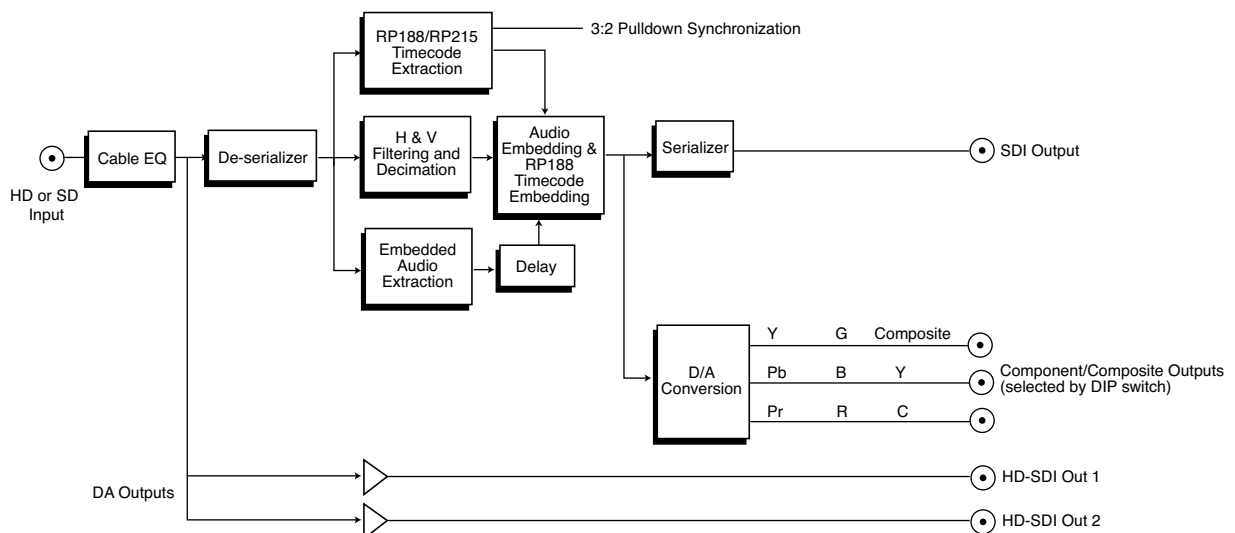 3:2 Pulldown Synchronization
RP188/RP215
Timecode
Extraction
HD or SD
Input
Cable EQ
De-serializer
H & V
Filtering and
Decimation
Audio
Embedding &
RP188
Timecode
Embedding
Serializer
SDI Output
Embedded
Audio
Extraction
Delay
D/A
Conversion
Y G Composite
Pb B Y
Pr R C
Component/Composite Outputs
(selected by DIP switch)
DA Outputs
HD-SDI Out 1
HD-SDI Out 2